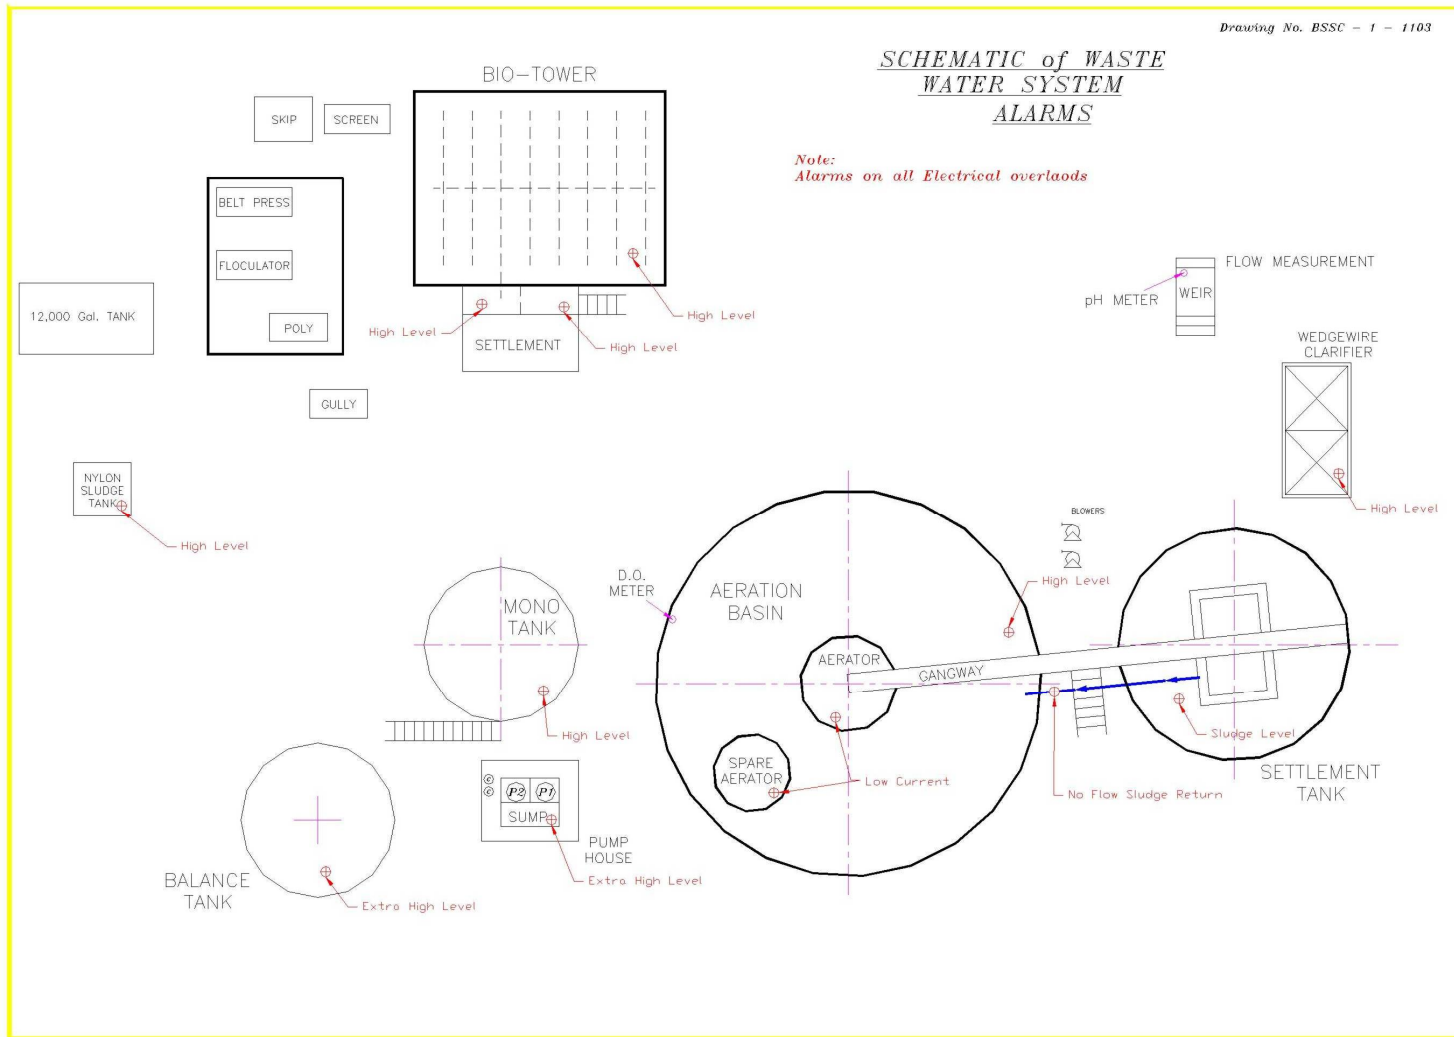 Drawing No. BSSC - 1 - 1103
SCHEMATIC of WASTE
WATER SYSTEM
ALARMS
Note:
Alarms on all Electrical overlaods
BIO-TOWER
SKIP
SCREEN
BELT PRESS
FLOCULATOR
POLY
12,000 Gal. TANK
GULLY
High Level
High Level
High Level
SETTLEMENT
FLOW MEASUREMENT
pH METER
WEIR
WEDGEWIRE
CLARIFIER
High Level
NYLON
SLUDGE
TANK
High Level
MONO
TANK
High Level
D.O.
METER
AERATION
BASIN
BLOWERS
High Level
AERATOR
GANGWAY
SPARE
AERATOR
Low Current
Sludge Level
No Flow Sludge Return
SETTLEMENT
TANK
C
C
P2
P1
SUMP
PUMP
HOUSE
Extra High Level
BALANCE
TANK
Extra High Level